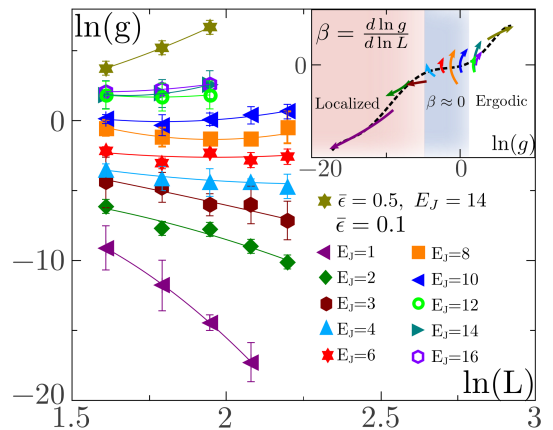 ln(g)
0
−5
−10
−20
1.5
2
2.5
3
ln(L)
β = d ln g / d ln L
0
Localized
β ≈ 0
Ergodic
−20
−10
0
ln(g)
ε̄ = 0.5, E_J = 14
ε̄ = 0.1
E_J=1
E_J=2
E_J=3
E_J=4
E_J=6
E_J=8
E_J=10
E_J=12
E_J=14
E_J=16